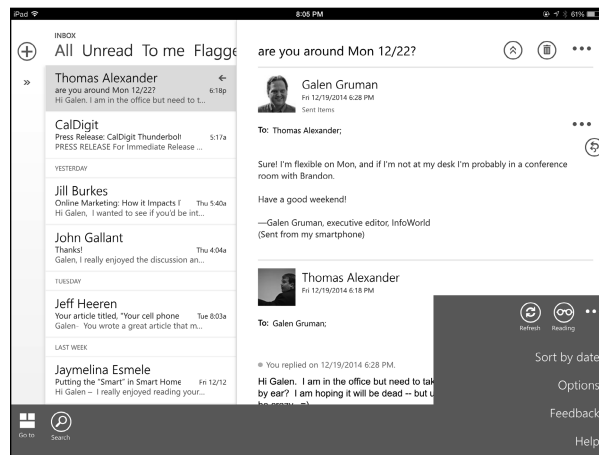 iPad 8:05 PM 61%
INBOX
All Unread To me Flagge
Thomas Alexander
are you around Mon 12/22? 6:18p
Hi Galen. I am in the office but need to t...
CalDigit
Press Release: CalDigit Thunderbolt 5:17a
PRESS RELEASE For Immediate Release ...
YESTERDAY
Jill Burkes
Online Marketing: How it Impacts Thu 5:40a
Hi Galen, I wanted to see if you'd be int...
John Gallant
Thanks! Thu 4:04a
Galen, I really enjoyed the discussion an...
TUESDAY
Jeff Heeren
Your article titled, "Your cell phone Tue 8:03a
Galen- You wrote a great article that m...
LAST WEEK
Jaymelina Esmele
Putting the "Smart" in Smart Home Fri 12/12
Hi Galen – I really enjoyed reading your...
Go to
Search
are you around Mon 12/22?
Galen Gruman
Fri 12/19/2014 6:28 PM
Sent Items
To: Thomas Alexander;
Sure! I'm flexible on Mon, and if I'm not at my desk I'm probably in a conference
room with Brandon.
Have a good weekend!
—Galen Gruman, executive editor, InfoWorld
(Sent from my smartphone)
Thomas Alexander
Fri 12/19/2014 6:18 PM
To: Galen Gruman;
You replied on 12/19/2014 6:28 PM.
Hi Galen. I am in the office but need to tak
by ear? I am hoping it will be dead -- but u
be crazy. =)
Refresh Reading
Sort by date
Options
Feedback
Help